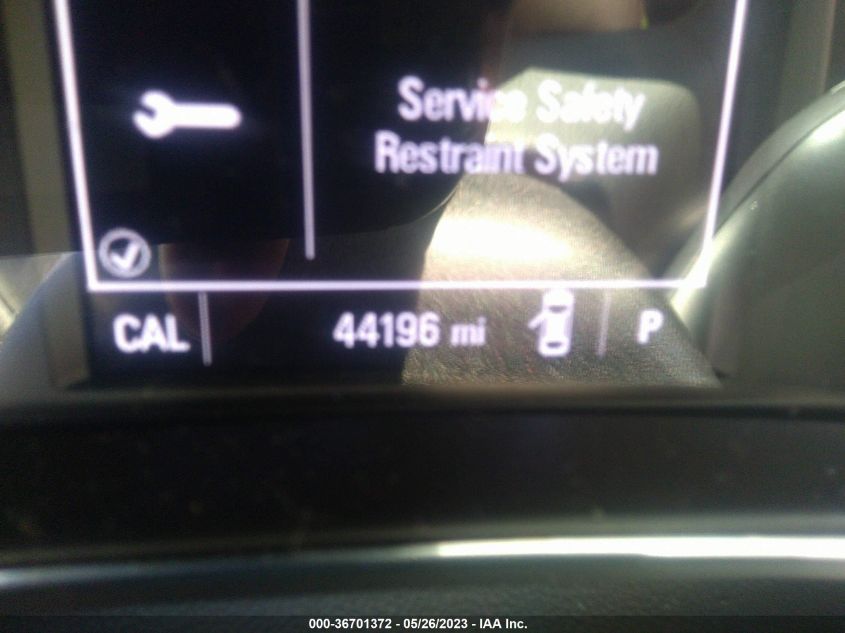 Service Safety
Restraint System
CAL 44196 mi P
000-36701372 - 05/26/2023 - IAA Inc.